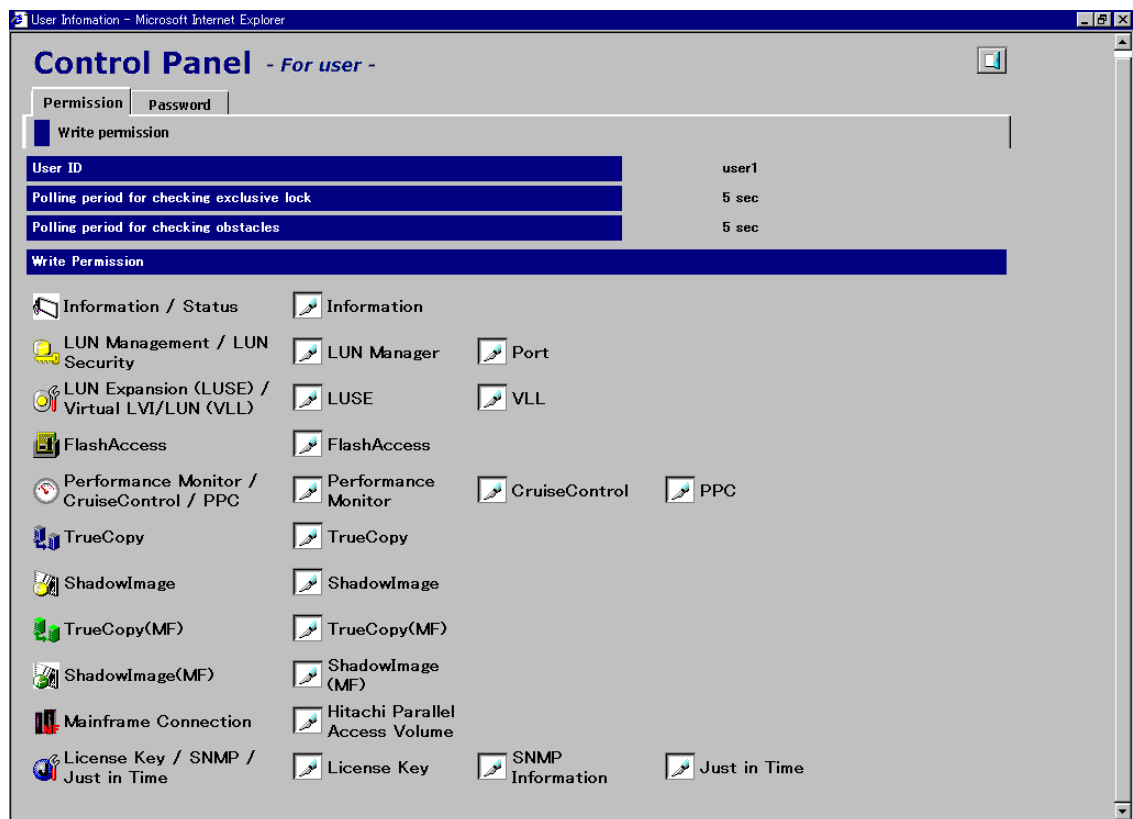 User Infomation - Microsoft Internet Explorer
Control Panel - For user -
Permission Password
Write permission
User ID user1
Polling period for checking exclusive lock 5 sec
Polling period for checking obstacles 5 sec
Write Permission
Information / Status Information
LUN Management / LUN
Security
LUN Manager Port
LUN Expansion (LUSE) /
Virtual LVI/LUN (VLL)
LUSE VLL
FlashAccess FlashAccess
Performance Monitor /
CruiseControl / PPC
Performance
Monitor
CruiseControl PPC
TrueCopy TrueCopy
ShadowImage ShadowImage
TrueCopy(MF) TrueCopy(MF)
ShadowImage(MF)
ShadowImage
(MF)
Mainframe Connection
Hitachi Parallel
Access Volume
License Key / SNMP /
Just in Time
License Key
SNMP
Information
Just in Time